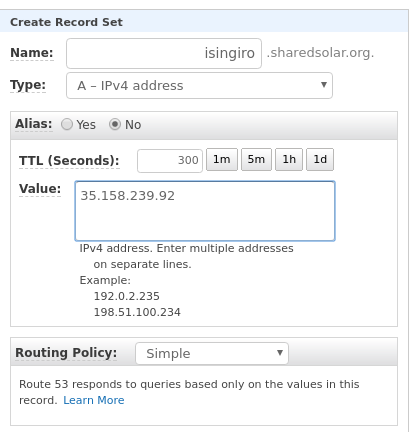 Create Record Set
Name: isingiro .sharedsolar.org.
Type: A – IPv4 address
Alias: Yes No
TTL (Seconds): 300 1m 5m 1h 1d
Value: 35.158.239.92
IPv4 address. Enter multiple addresses
on separate lines.
Example:
192.0.2.235
198.51.100.234
Routing Policy: Simple
Route 53 responds to queries based only on the values in this
record. Learn More